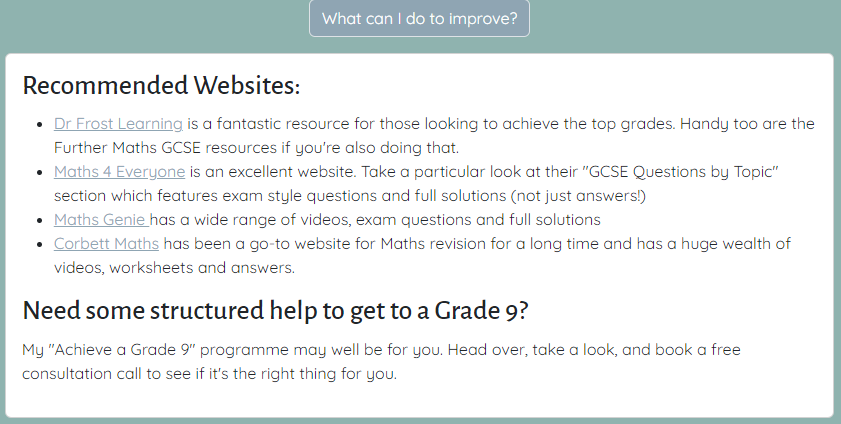 What can I do to improve?
Recommended Websites:
Dr Frost Learning is a fantastic resource for those looking to achieve the top grades. Handy too are the
Further Maths GCSE resources if you're also doing that.
Maths 4 Everyone is an excellent website. Take a particular look at their "GCSE Questions by Topic"
section which features exam style questions and full solutions (not just answers!)
Maths Genie has a wide range of videos, exam questions and full solutions
Corbett Maths has been a go-to website for Maths revision for a long time and has a huge wealth of
videos, worksheets and answers.
Need some structured help to get to a Grade 9?
My "Achieve a Grade 9" programme may well be for you. Head over, take a look, and book a free
consultation call to see if it's the right thing for you.